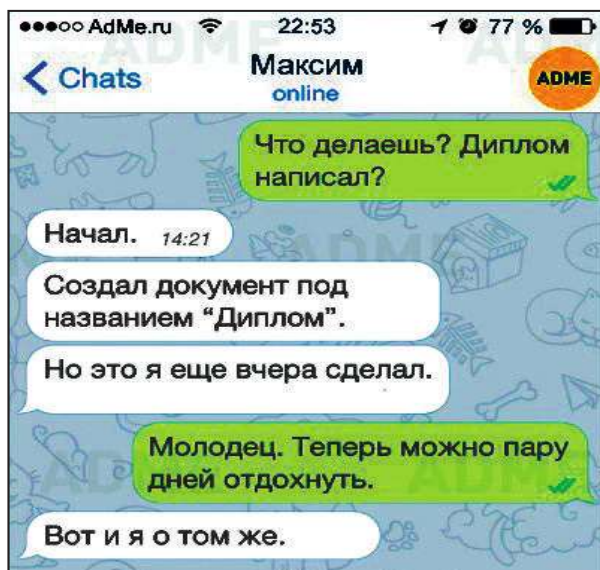 ●●●○○ AdMe.ru 22:53 77 %
Chats Максим
online
ADME
Что делаешь? Диплом
написал?
Начал. 14:21
Создал документ под
названием “Диплом”.
Но это я еще вчера сделал.
Молодец. Теперь можно пару
дней отдохнуть.
Вот и я о том же.